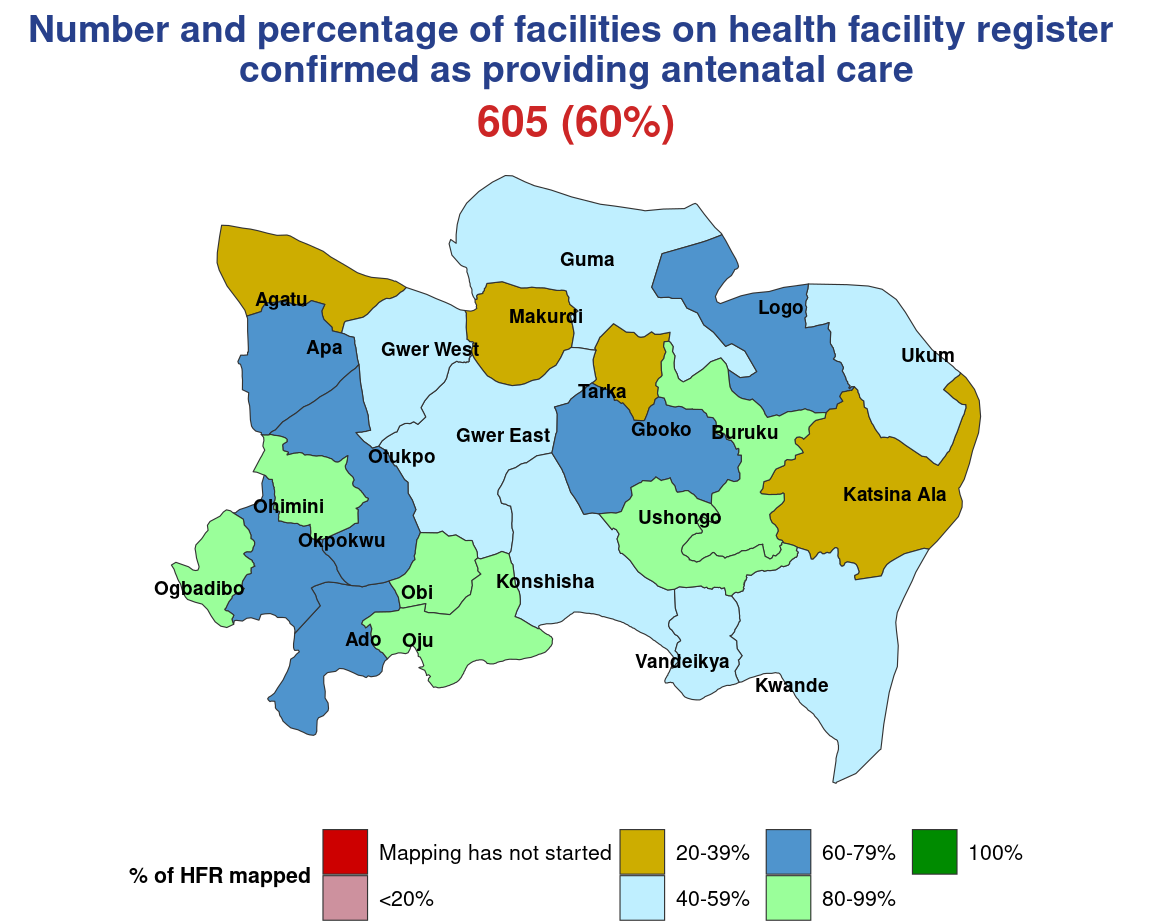 Number and percentage of facilities on health facility register
confirmed as providing antenatal care
605 (60%)
Guma
Agatu
Makurdi
Logo
Apa
Gwer West
Ukum
Tarka
Gboko
Buruku
Gwer East
Otukpo
Katsina Ala
Ohimini
Ushongo
Okpokwu
Konshisha
Ogbadibo
Obi
Ado
Oju
Vandeikya
Kwande
% of HFR mapped
Mapping has not started
<20%
20-39%
40-59%
60-79%
80-99%
100%